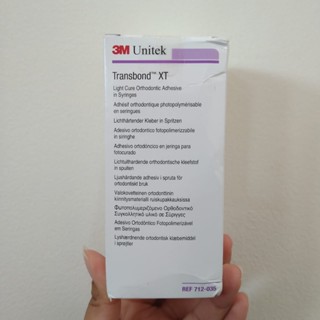 3M Unitek
Transbond™ XT
Light Cure Orthodontic Adhesive
in Syringes
Adhésif orthodontique photopolymérisable
en seringues
Lichthärtender Kleber in Spritzen
Adesivo ortodontico fotopolimerizzabile
in siringhe
Adhesivo ortodóncico en jeringa para
fotocurado
Lichtuithardende orthodontische kleefstof
in spuiten
Ljushärdande adhesiv i spruta för
ortodontiskt bruk
Valokovetteinen ortodonttinen
kiinnitysmateriaali ruiskupakkauksissa
Φωτοπολυμεριζόμενο Ορθοδοντικό
Συγκολλητικό υλικό σε Σύριγγες
Adesivo Ortodôntico Fotopolimerizável
em Seringas
Lyshærdnende ortodontisk klæbemiddel
i sprøjter
REF 712-035